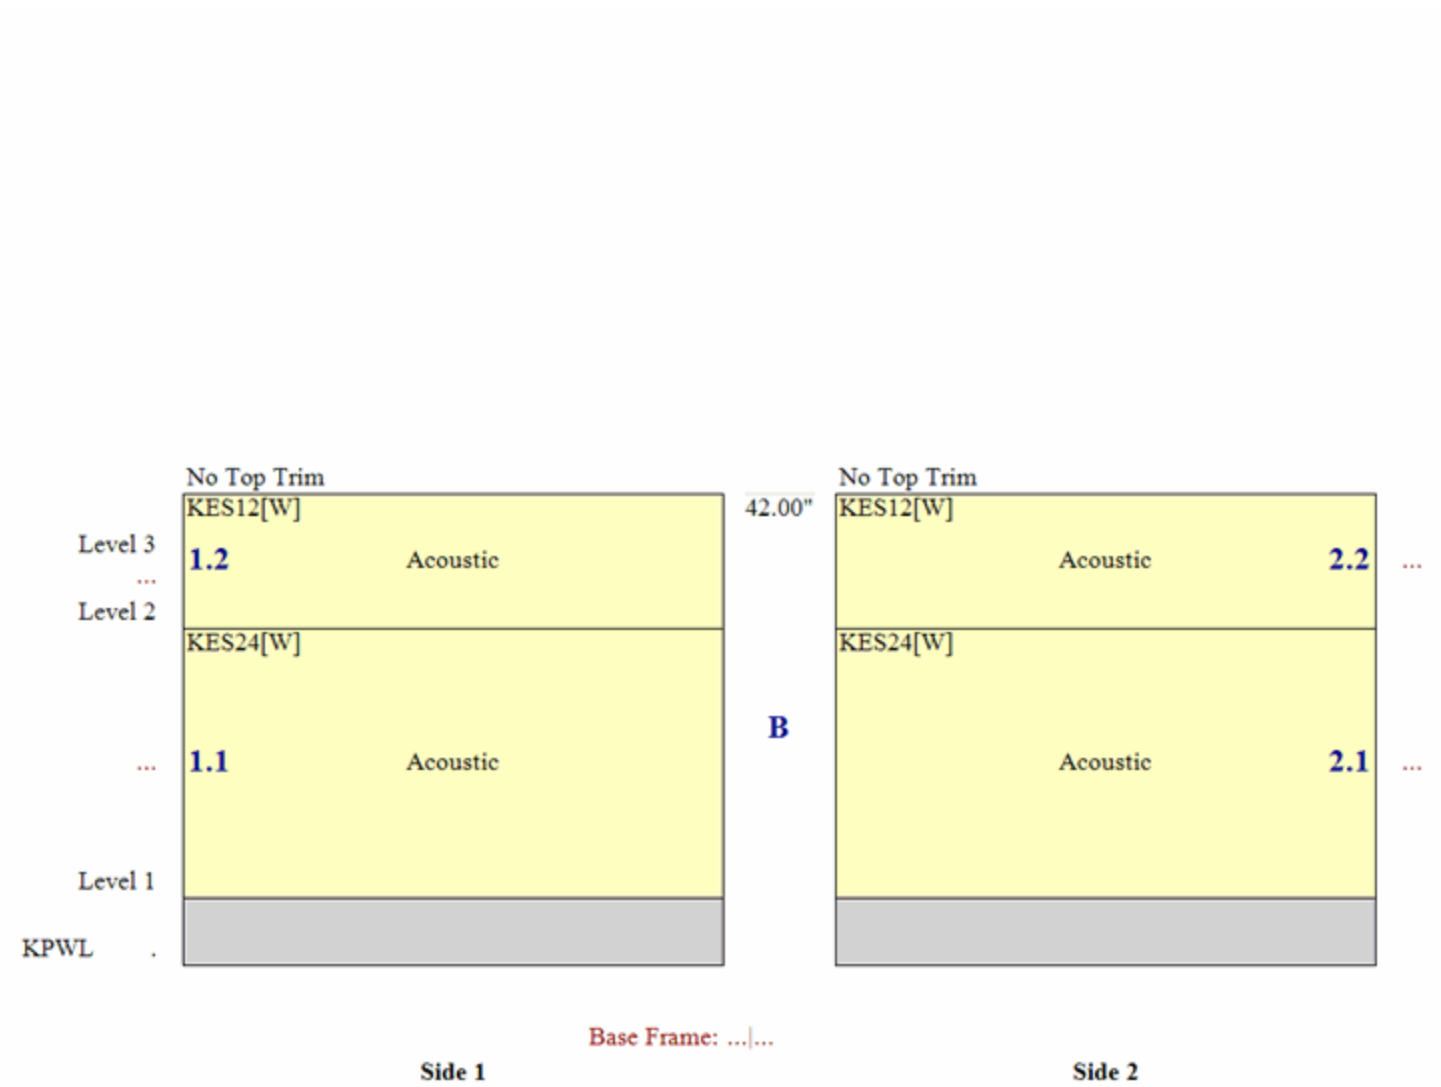 No Top Trim No Top Trim
KES12[W] 42.00" KES12[W]
Level 3
1.2 Acoustic Acoustic 2.2 ...
...
Level 2
KES24[W] KES24[W]
B
... 1.1 Acoustic Acoustic 2.1 ...
Level 1
KPWL .
Base Frame: ...|...
Side 1 Side 2